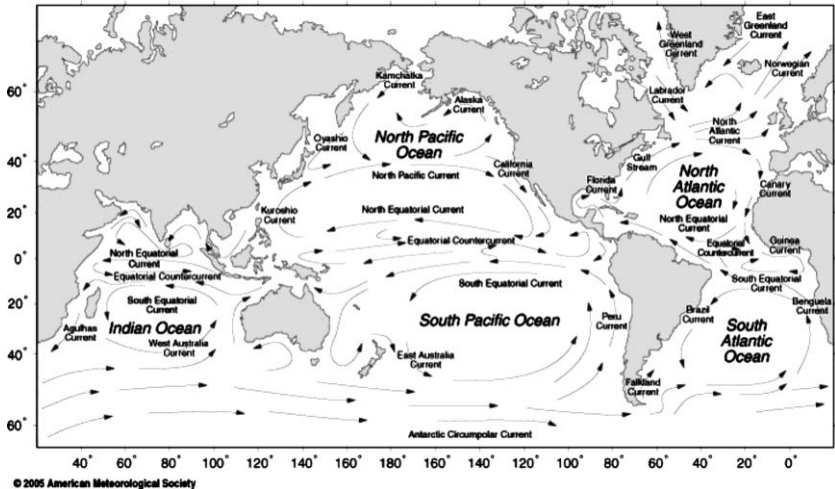 East
Greenland
Current
West
Greenland
Current
Norwegian
Current
Kamchatka
Current
Alaska
Current
Labrador
Current
60°
Oyashio
Current
North Pacific
Ocean
North
Atlantic
Current
40°
Gulf
Stream
North Pacific Current
California
Current
North
Atlantic
Ocean
Florida
Current
Canary
Current
20°
Kuroshio
Current
North Equatorial Current
North Equatorial
Current
Equatorial Countercurrent
Equatorial
Countercurrent
Guinea
Current
North Equatorial
Current
0°
Equatorial Countercurrent
South Equatorial Current
South Equatorial
Current
20°
South Equatorial
Current
Benguela
Current
Agulhas
Current
Indian Ocean
West Australia
Current
South Pacific Ocean
Peru
Current
Brazil
Current
South
Atlantic
Ocean
40°
East Australia
Current
Falkland
Current
60°
Antarctic Circumpolar Current
40° 60° 80° 100° 120° 140° 160° 180° 160° 140° 120° 100° 80° 60° 40° 20° 0°
© 2005 American Meteorological Society